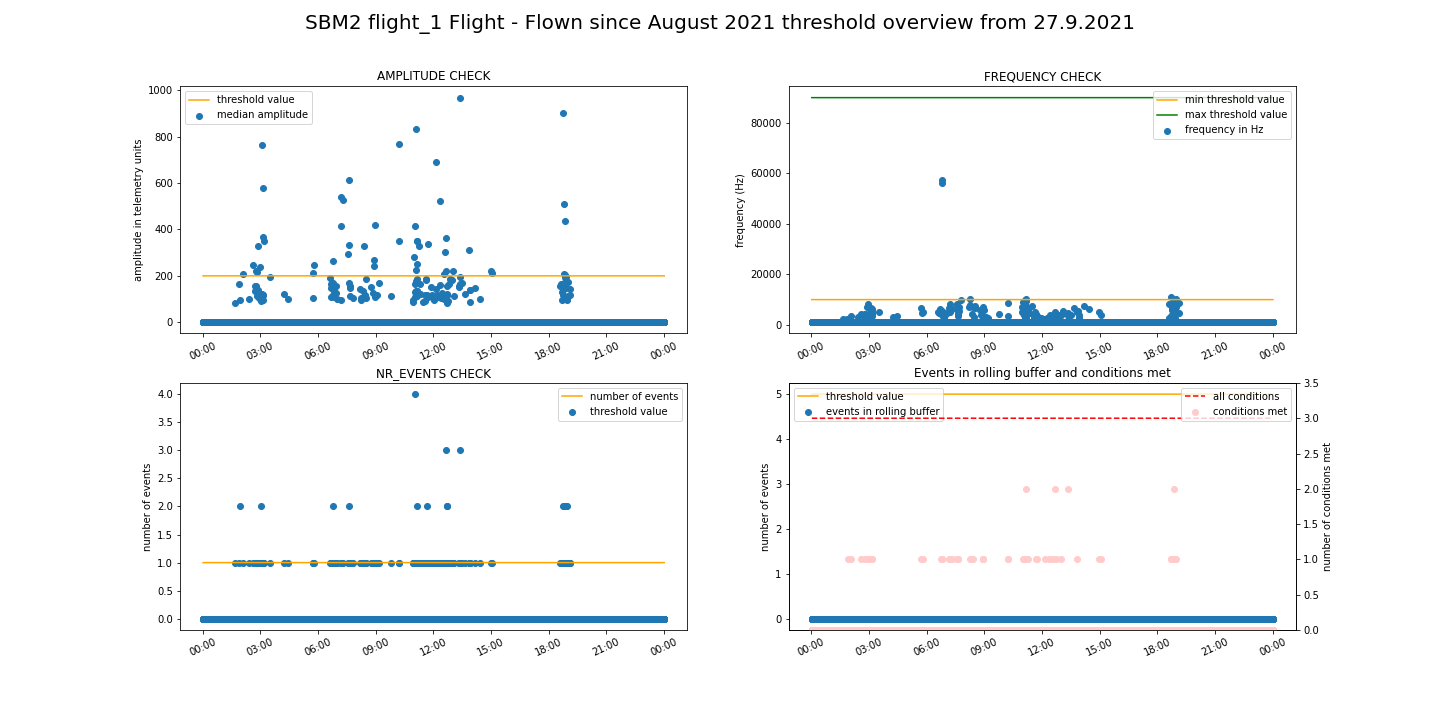 SBM2 flight_1 Flight - Flown since August 2021 threshold overview from 27.9.2021
AMPLITUDE CHECK
threshold value
median amplitude
amplitude in telemetry units
1000
800
600
400
200
0
00:00 03:00 06:00 09:00 12:00 15:00 18:00 21:00 00:00
FREQUENCY CHECK
min threshold value
max threshold value
frequency in Hz
frequency (Hz)
80000
60000
40000
20000
0
00:00 03:00 06:00 09:00 12:00 15:00 18:00 21:00 00:00
NR_EVENTS CHECK
number of events
threshold value
number of events
4.0
3.5
3.0
2.5
2.0
1.5
1.0
0.5
0.0
00:00 03:00 06:00 09:00 12:00 15:00 18:00 21:00 00:00
Events in rolling buffer and conditions met
threshold value
events in rolling buffer
all conditions
conditions met
number of events
5
4
3
2
1
0
3.5
3.0
2.5
2.0
1.5
1.0
0.5
0.0
number of conditions met
00:00 03:00 06:00 09:00 12:00 15:00 18:00 21:00 00:00